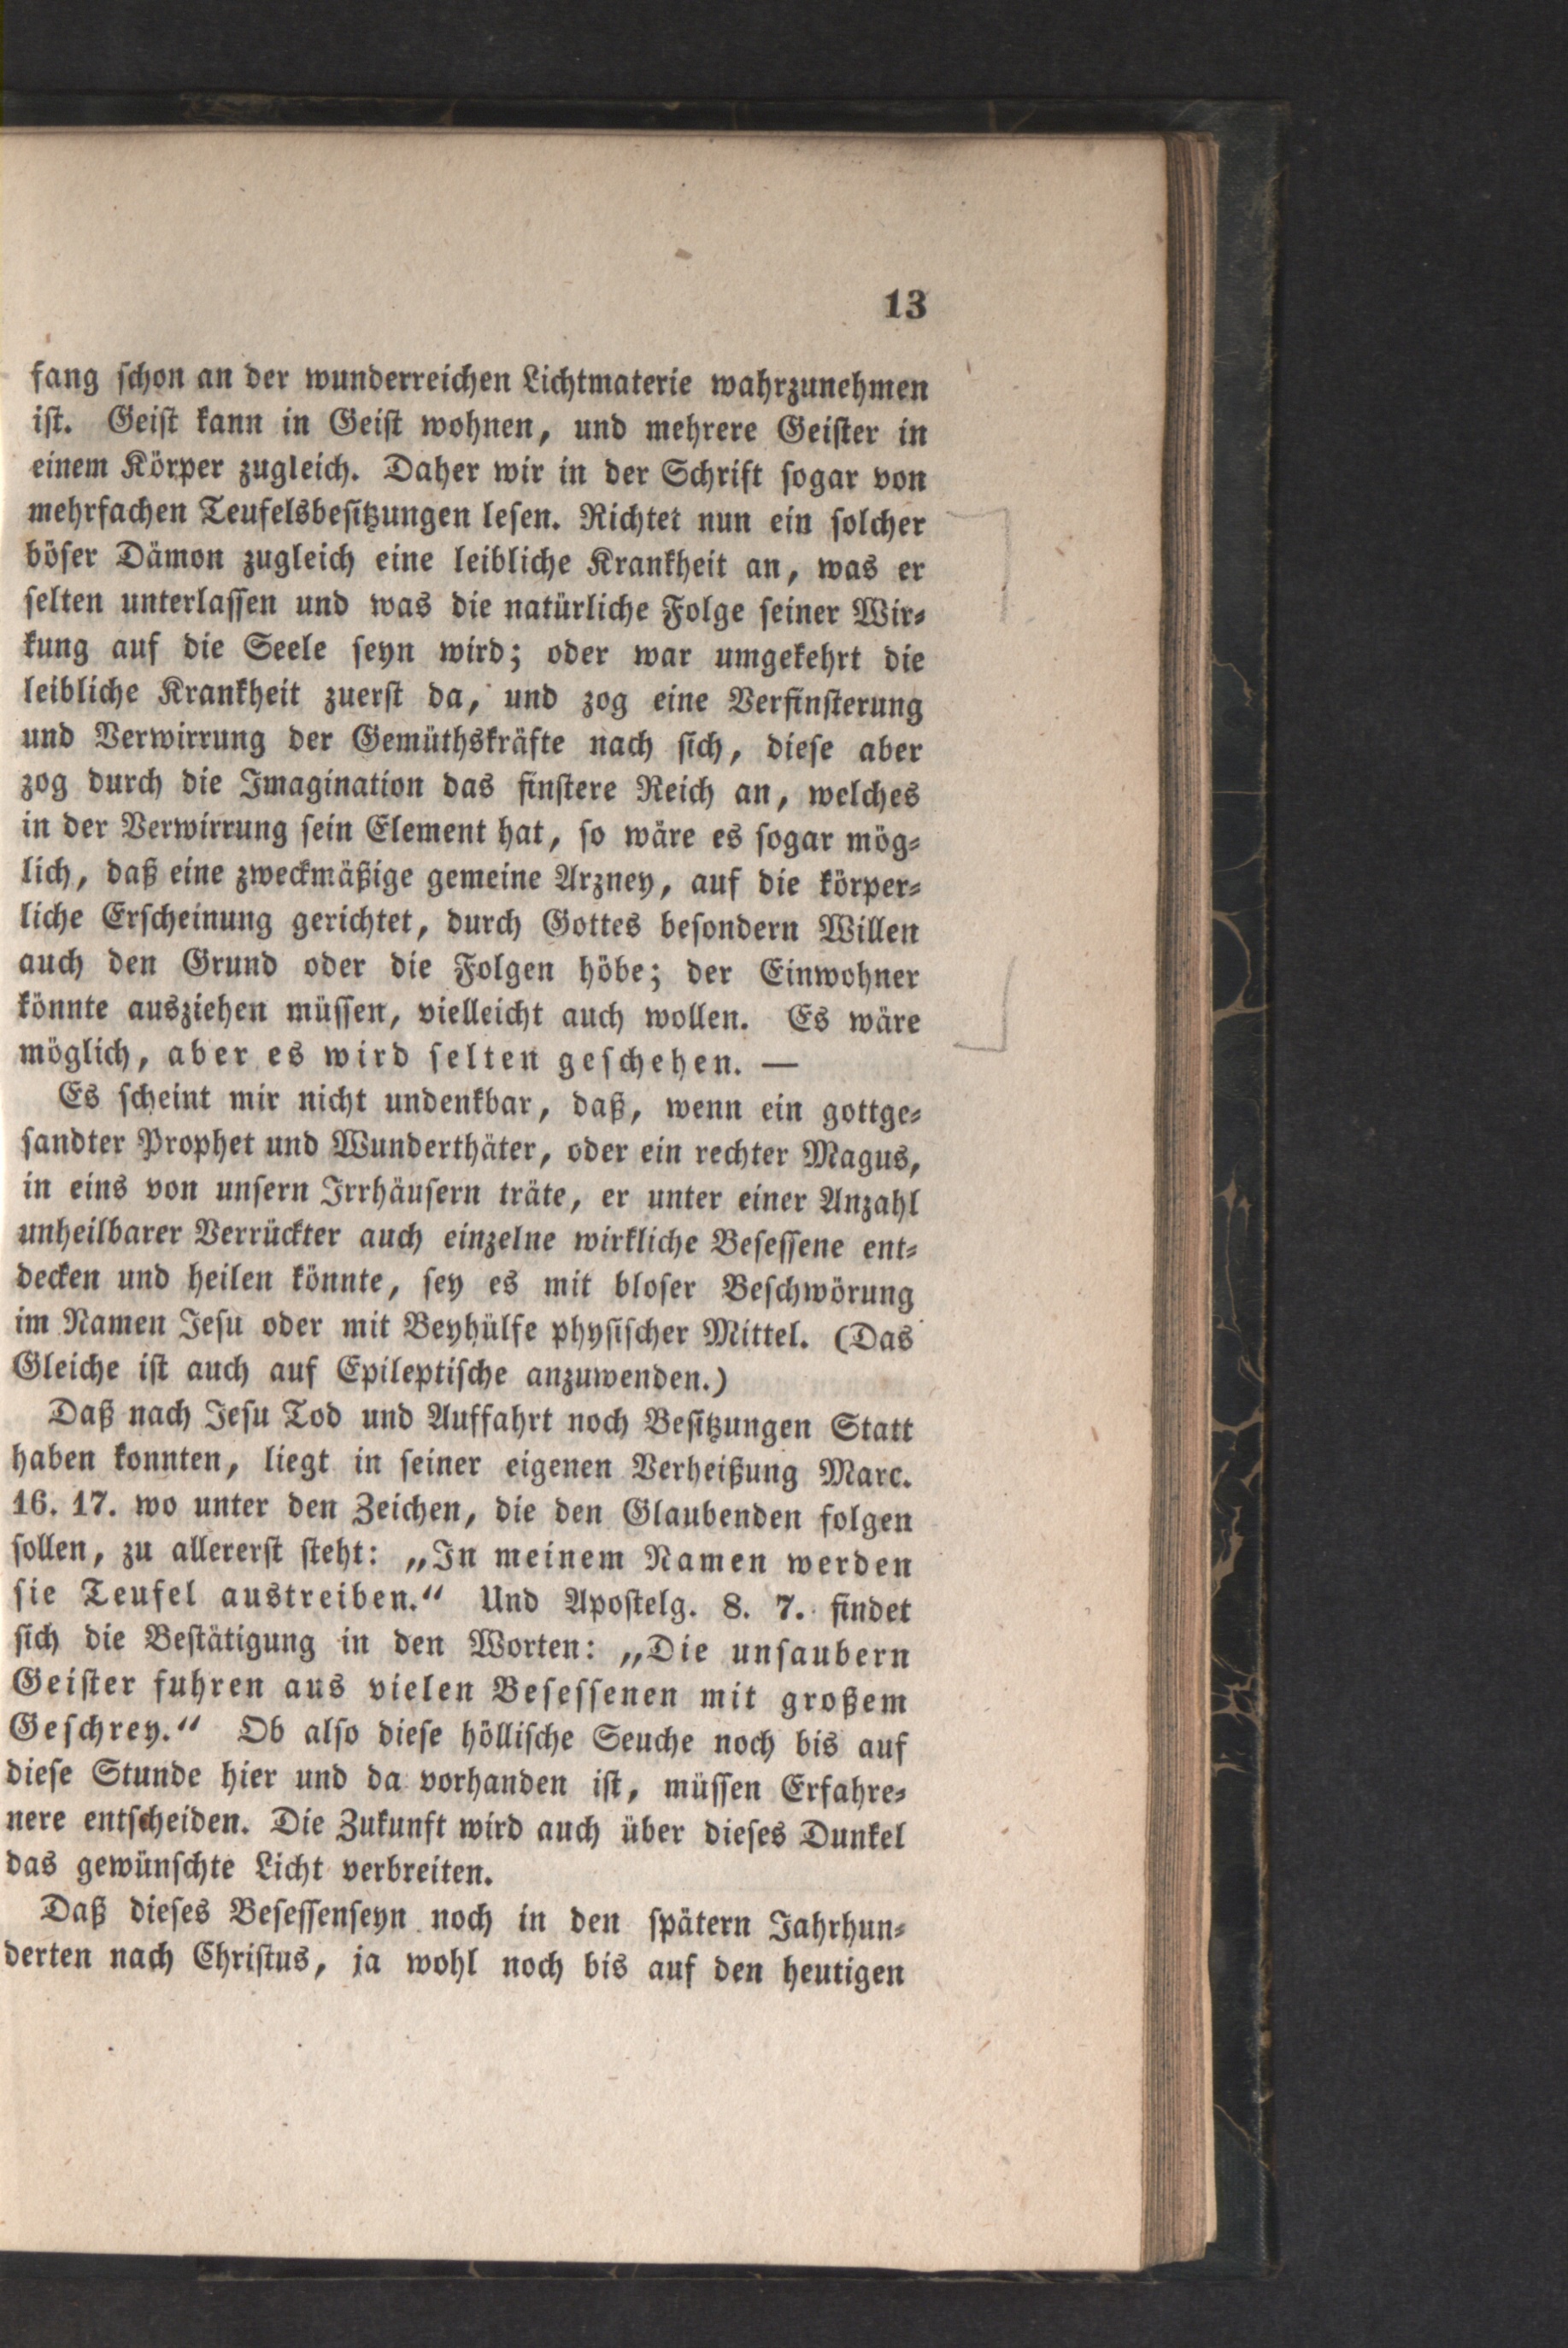 13
fang schon an der wunderreichen Lichtmaterie wahrzunehmen
ist. Geist kann in Geist wohnen, und mehrere Geister in
einem Körper zugleich. Daher wir in der Schrift sogar von
mehrfachen Teufelsbesitzungen lesen. Richtet nun ein solcher
böser Dämon zugleich eine leibliche Krankheit an, was er
selten unterlassen und was die natürliche Folge seiner Wir-
kung auf die Seele seyn wird; oder war umgekehrt die
leibliche Krankheit zuerst da, und zog eine Verfinsterung
und Verwirrung der Gemüthskräfte nach sich, diese aber
zog durch die Imagination das finstere Reich an, welches
in der Verwirrung sein Element hat, so wäre es sogar mög-
lich, daß eine zweckmäßige gemeine Arzney, auf die körper-
liche Erscheinung gerichtet, durch Gottes besondern Willen
auch den Grund oder die Folgen höbe; der Einwohner
könnte ausziehen müssen, vielleicht auch wollen. Es wäre
möglich, aber es wird selten geschehen. —
Es scheint mir nicht undenkbar, daß, wenn ein gottge-
sandter Prophet und Wunderthäter, oder ein rechter Magus,
in eins von unsern Irrhäusern träte, er unter einer Anzahl
unheilbarer Verrückter auch einzelne wirkliche Besessene ent-
decken und heilen könnte, sey es mit bloser Beschwörung
im Namen Jesu oder mit Beyhülfe physischer Mittel. (Das
Gleiche ist auch auf Epileptische anzuwenden.)
Daß nach Jesu Tod und Auffahrt noch Besitzungen Statt
haben konnten, liegt in seiner eigenen Verheißung Marc.
16. 17. wo unter den Zeichen, die den Glaubenden folgen
sollen, zu allererst steht: „In meinem Namen werden
sie Teufel austreiben.“ Und Apostelg. 8. 7. findet
sich die Bestätigung in den Worten: „Die unsaubern
Geister fuhren aus vielen Besessenen mit großem
Geschrey.“ Ob also diese höllische Seuche noch bis auf
diese Stunde hier und da vorhanden ist, müssen Erfahre-
nere entscheiden. Die Zukunft wird auch über dieses Dunkel
das gewünschte Licht verbreiten.
Daß dieses Besessenseyn noch in den spätern Jahrhun-
derten nach Christus, ja wohl noch bis auf den heutigen